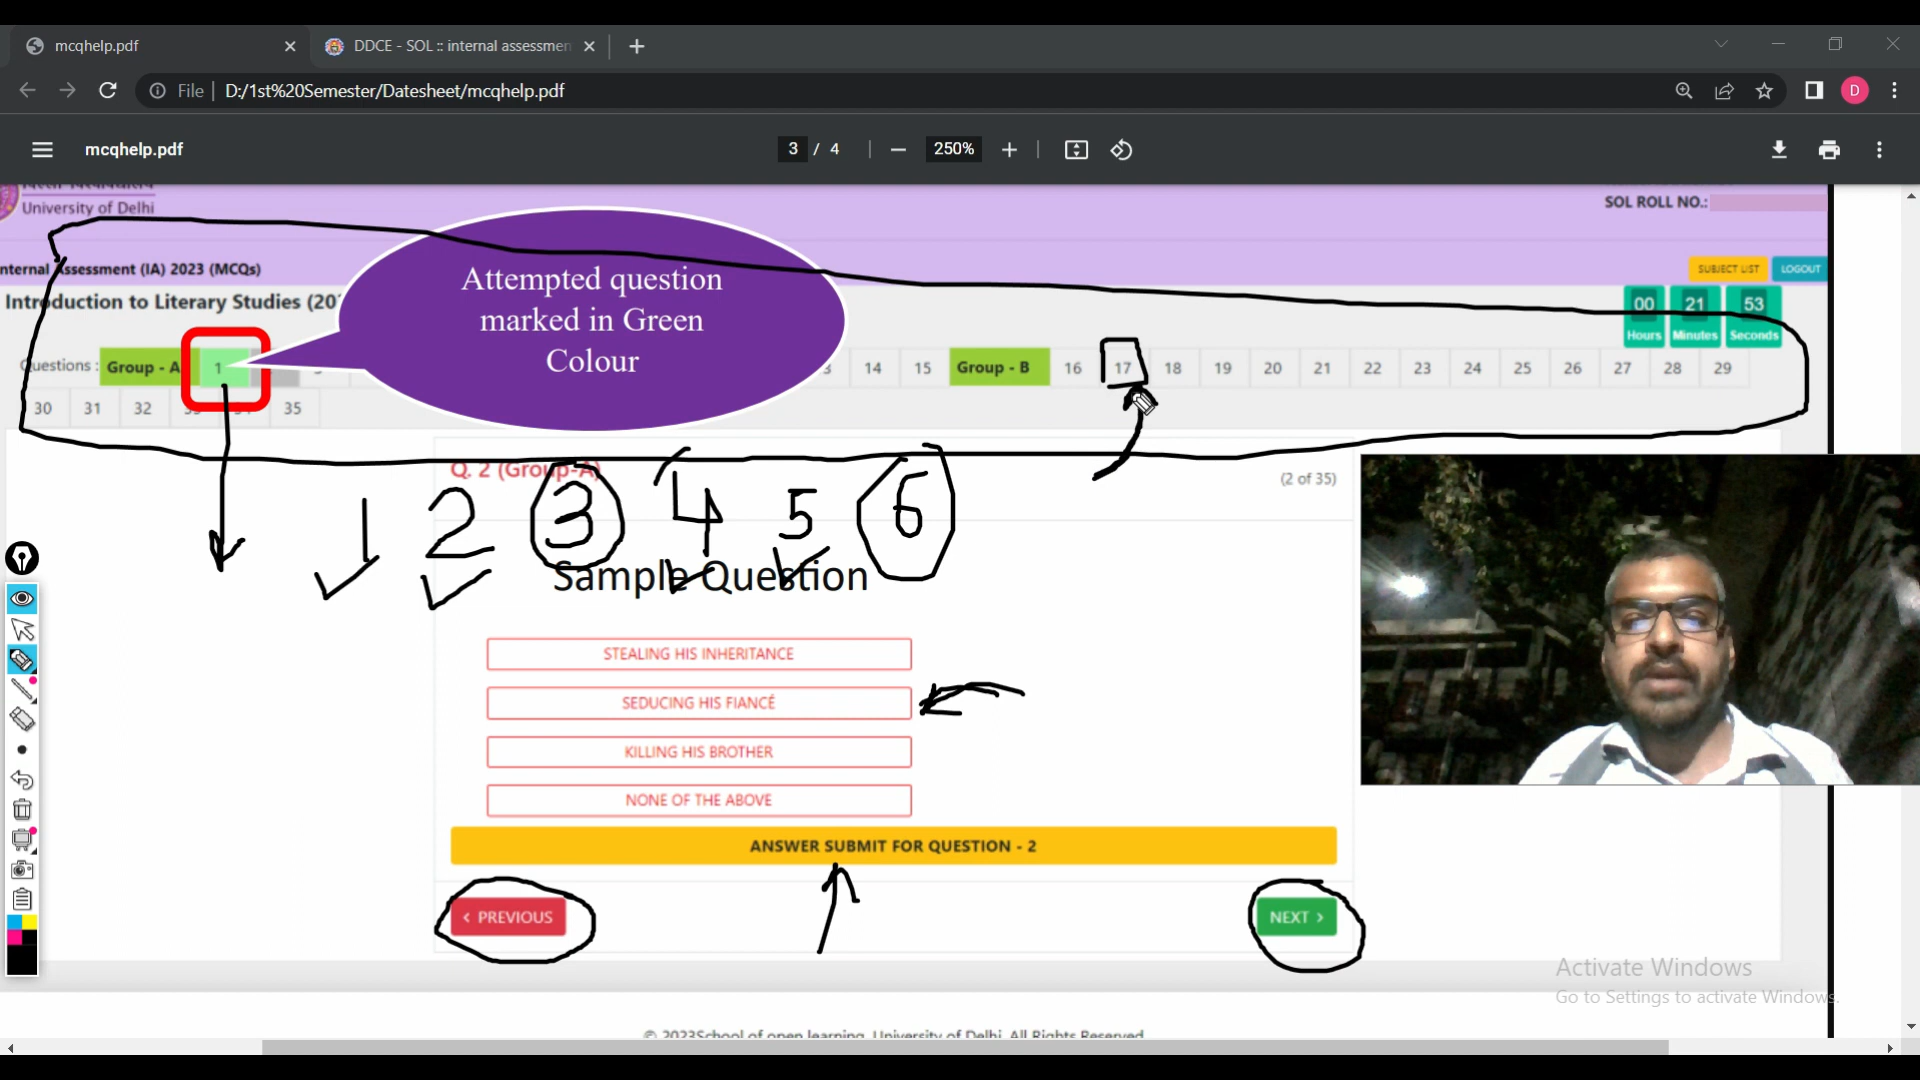 mcqhelp.pdf
DDCE - SOL :: internal assessmen
File
D:/1st%20Semester/Datesheet/mcqhelp.pdf
D
mcqhelp.pdf
3 / 4
250%
University of Delhi
SOL ROLL NO.:
nternal Assessment (IA) 2023 (MCQs)
SUBJECT LIST
LOGOUT
Introduction to Literary Studies (20
Attempted question
marked in Green
Colour
00 21 53
Hours Minutes Seconds
Questions : Group - A 1 14 15 Group - B 16 17 18 19 20 21 22 23 24 25 26 27 28 29
30 31 32 33 34 35
Q. 2 (Group-A)
(2 of 35)
1 2 3 4 5 6
Sample Question
STEALING HIS INHERITANCE
SEDUCING HIS FIANCÉ
KILLING HIS BROTHER
NONE OF THE ABOVE
ANSWER SUBMIT FOR QUESTION - 2
‹ PREVIOUS
NEXT ›
Activate Windows
Go to Settings to activate Windows.
© 2023School of open learning, University of Delhi. All Rights Reserved